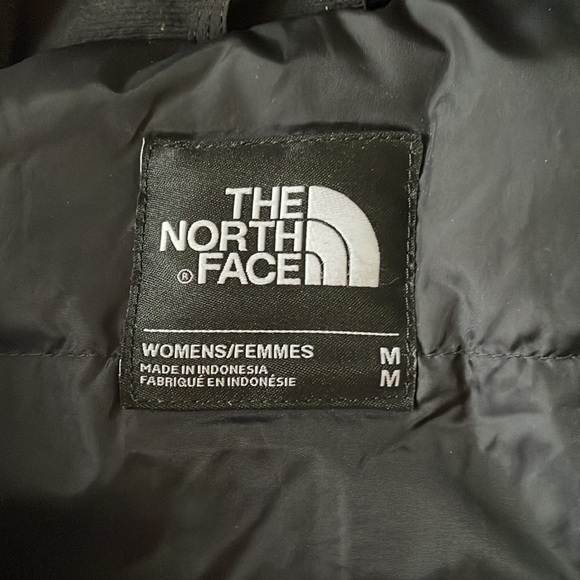 THE
NORTH
® FACE
WOMENS/FEMMES M
MADE IN INDONESIA
FABRIQUÉ EN INDONÉSIE M